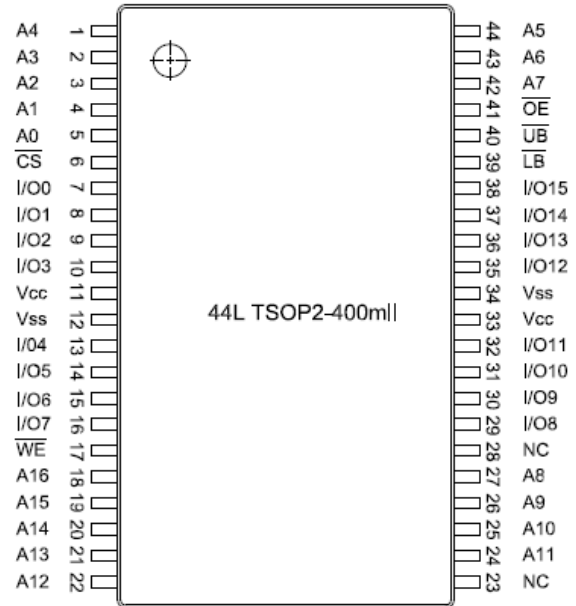 A4 1 44 A5
A3 2 43 A6
A2 3 42 A7
A1 4 41 OE
A0 5 40 UB
CS 6 39 LB
I/O0 7 38 I/O15
I/O1 8 37 I/O14
I/O2 9 36 I/O13
I/O3 10 35 I/O12
Vcc 11 34 Vss
Vss 12 33 Vcc
44L TSOP2-400mil
I/04 13 32 I/O11
I/O5 14 31 I/O10
I/O6 15 30 I/O9
I/O7 16 29 I/O8
WE 17 28 NC
A16 18 27 A8
A15 19 26 A9
A14 20 25 A10
A13 21 24 A11
A12 22 23 NC